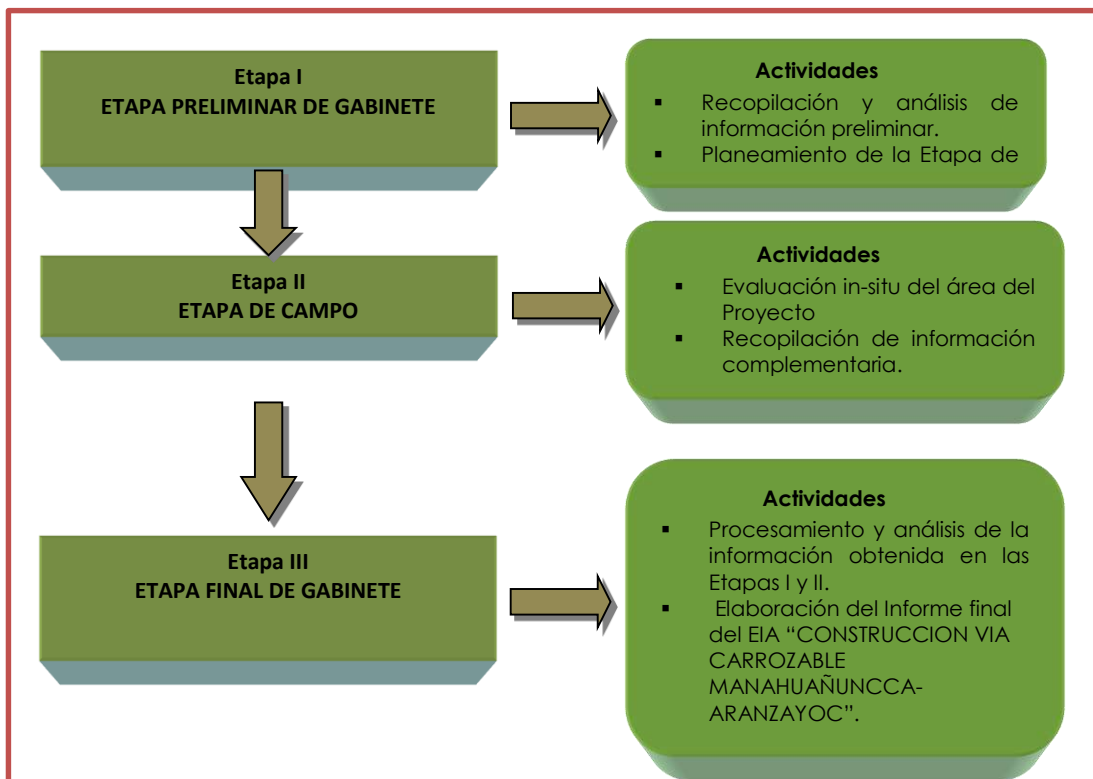 Etapa I
ETAPA PRELIMINAR DE GABINETE
Actividades
▪ Recopilación y análisis de
información preliminar.
▪ Planeamiento de la Etapa de
Etapa II
ETAPA DE CAMPO
Actividades
▪ Evaluación in-situ del área del
Proyecto
▪ Recopilación de información
complementaria.
Etapa III
ETAPA FINAL DE GABINETE
Actividades
▪ Procesamiento y análisis de la
información obtenida en las
Etapas I y II.
▪ Elaboración del Informe final
del EIA “CONSTRUCCION VIA
CARROZABLE
MANAHUAÑUNCCA-
ARANZAYOC”.